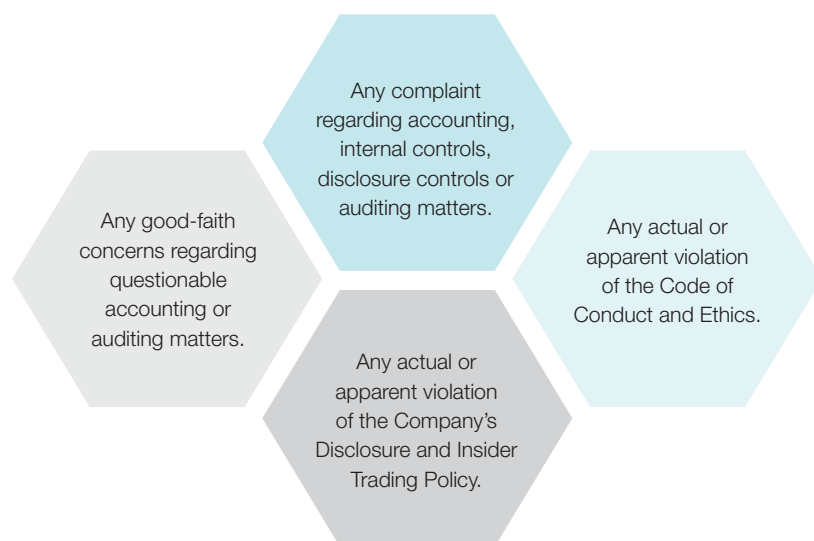 Any complaint
regarding accounting,
internal controls,
disclosure controls or
auditing matters.
Any good-faith
concerns regarding
questionable
accounting or
auditing matters.
Any actual or
apparent violation
of the Code of
Conduct and Ethics.
Any actual or
apparent violation
of the Company’s
Disclosure and Insider
Trading Policy.